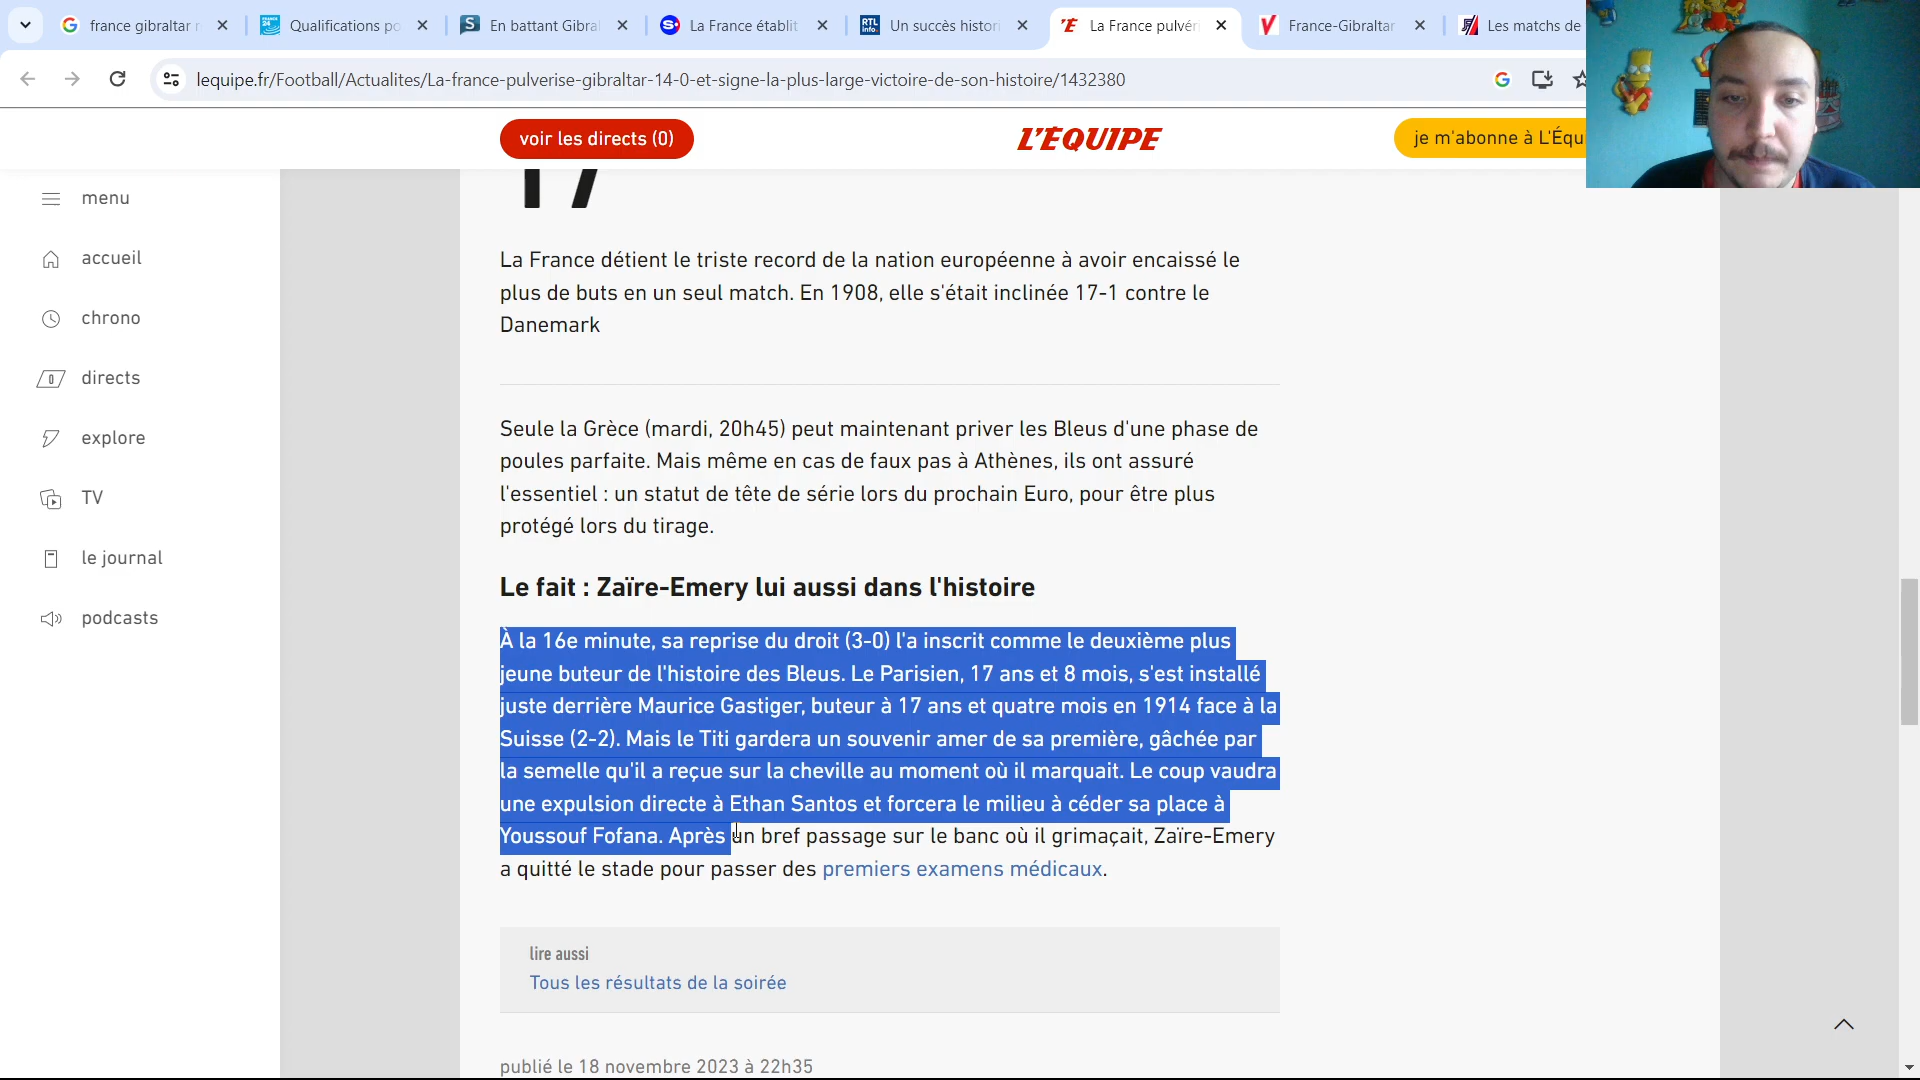 france gibraltar r
Qualifications po
En battant Gibral
La France établit
Un succès histori
La France pulvéri
France-Gibraltar
Les matchs de
lequipe.fr/Football/Actualites/La-france-pulverise-gibraltar-14-0-et-signe-la-plus-large-victoire-de-son-histoire/1432380
voir les directs (0)
L'ÉQUIPE
je m'abonne à L'Équ
menu
accueil
chrono
directs
explore
TV
le journal
podcasts
17
La France détient le triste record de la nation européenne à avoir encaissé le
plus de buts en un seul match. En 1908, elle s'était inclinée 17-1 contre le
Danemark
Seule la Grèce (mardi, 20h45) peut maintenant priver les Bleus d'une phase de
poules parfaite. Mais même en cas de faux pas à Athènes, ils ont assuré
l'essentiel : un statut de tête de série lors du prochain Euro, pour être plus
protégé lors du tirage.
Le fait : Zaïre-Emery lui aussi dans l'histoire
À la 16e minute, sa reprise du droit (3-0) l'a inscrit comme le deuxième plus
jeune buteur de l'histoire des Bleus. Le Parisien, 17 ans et 8 mois, s'est installé
juste derrière Maurice Gastiger, buteur à 17 ans et quatre mois en 1914 face à la
Suisse (2-2). Mais le Titi gardera un souvenir amer de sa première, gâchée par
la semelle qu'il a reçue sur la cheville au moment où il marquait. Le coup vaudra
une expulsion directe à Ethan Santos et forcera le milieu à céder sa place à
Youssouf Fofana. Après un bref passage sur le banc où il grimaçait, Zaïre-Emery
a quitté le stade pour passer des premiers examens médicaux.
lire aussi
Tous les résultats de la soirée
publié le 18 novembre 2023 à 22h35